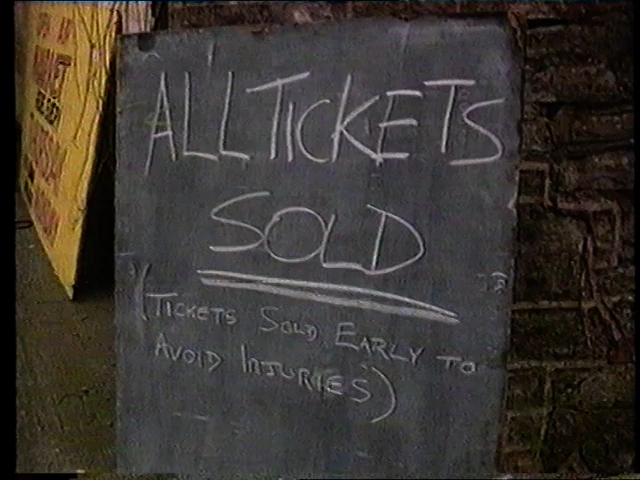 ALL TICKETS
SOLD
(TICKETS SOLD EARLY TO
AVOID INJURIES)